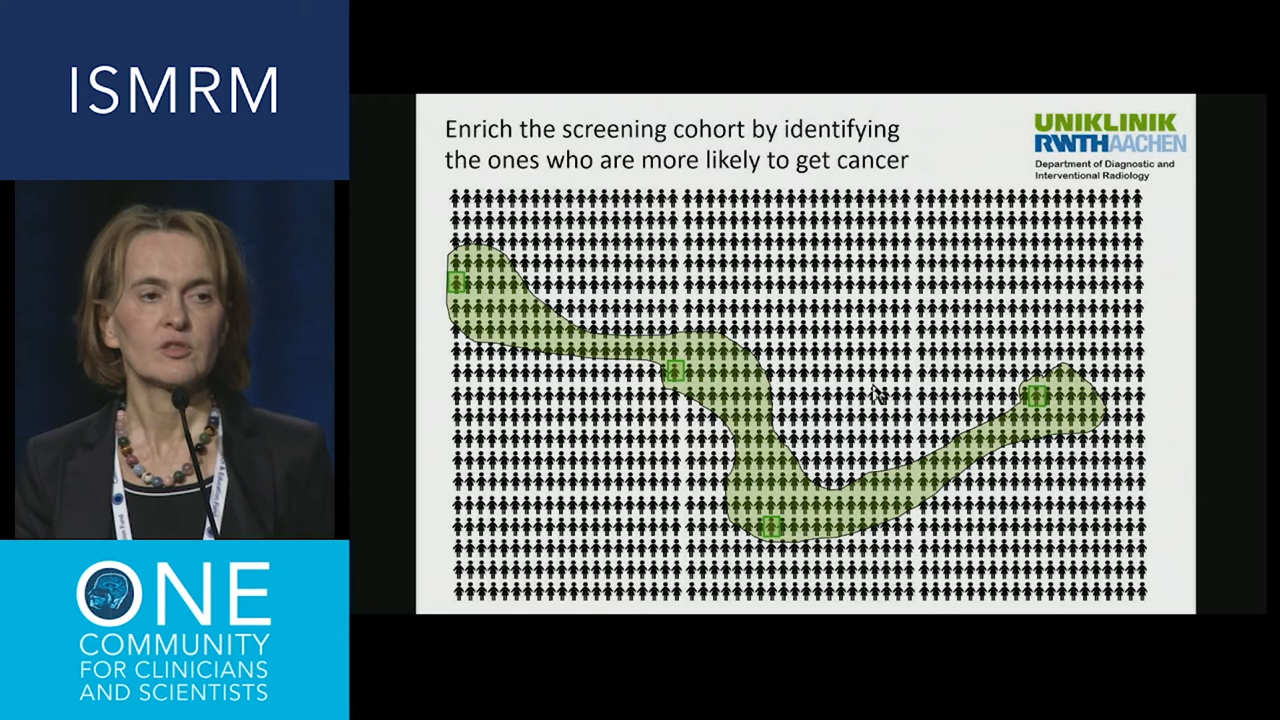 ISMRM
Enrich the screening cohort by identifying
the ones who are more likely to get cancer
UNIKLINIK
RWTHAACHEN
Department of Diagnostic and
Interventional Radiology
ONE
COMMUNITY
FOR CLINICIANS
AND SCIENTISTS